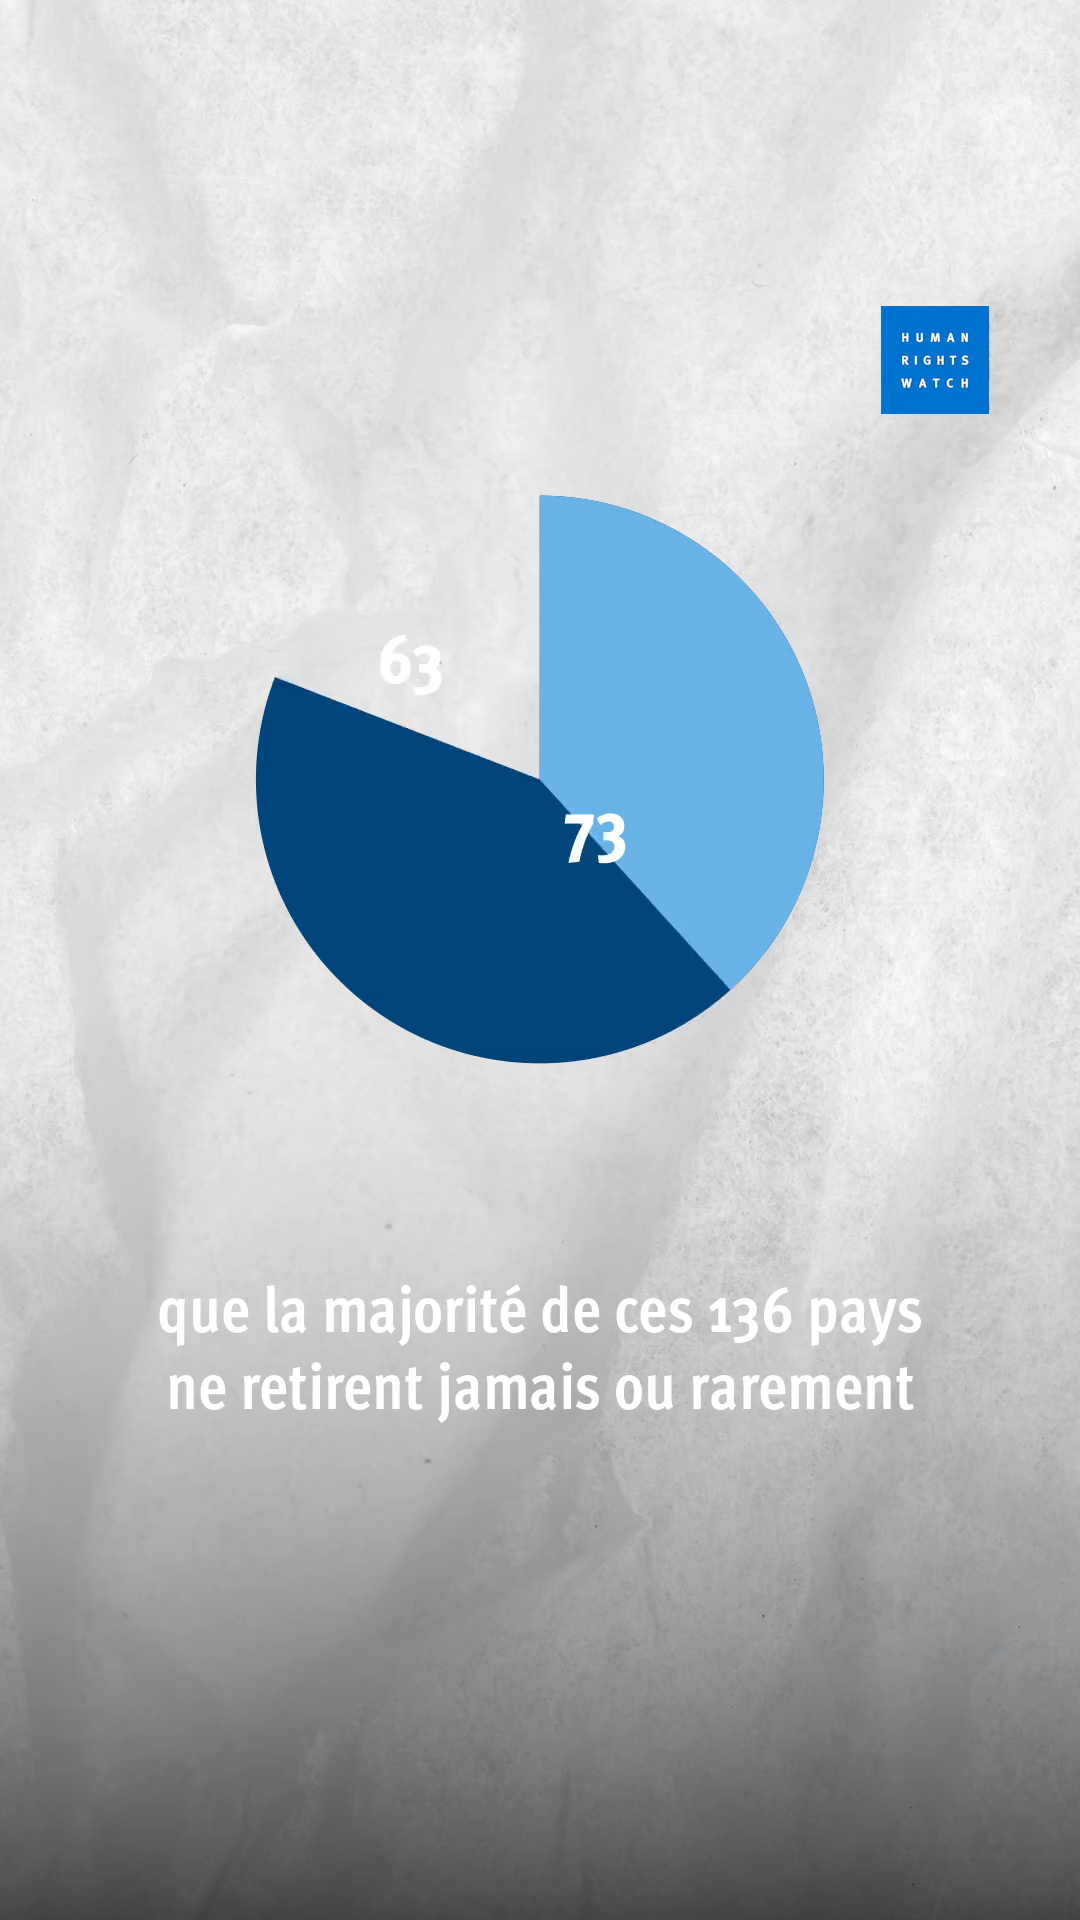 HUMAN
RIGHTS
WATCH
63
73
que la majorité de ces 136 pays
ne retirent jamais ou rarement